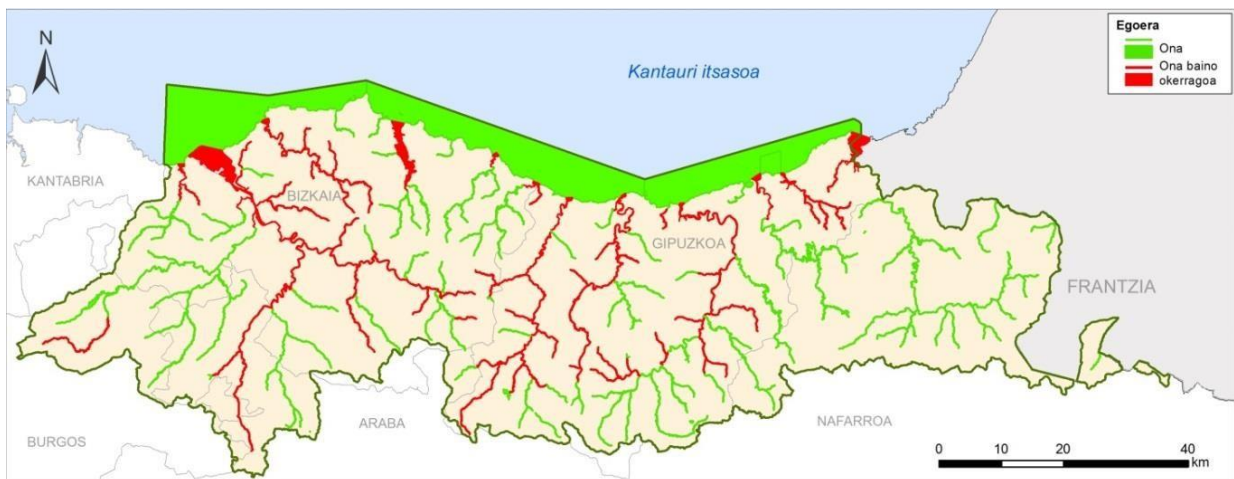 Egoera
Ona
Ona baino
okerragoa
N
Kantauri itsasoa
KANTABRIA
BIZKAIA
GIPUZKOA
FRANTZIA
ARABA
NAFARROA
BURGOS
0 10 20 40
km